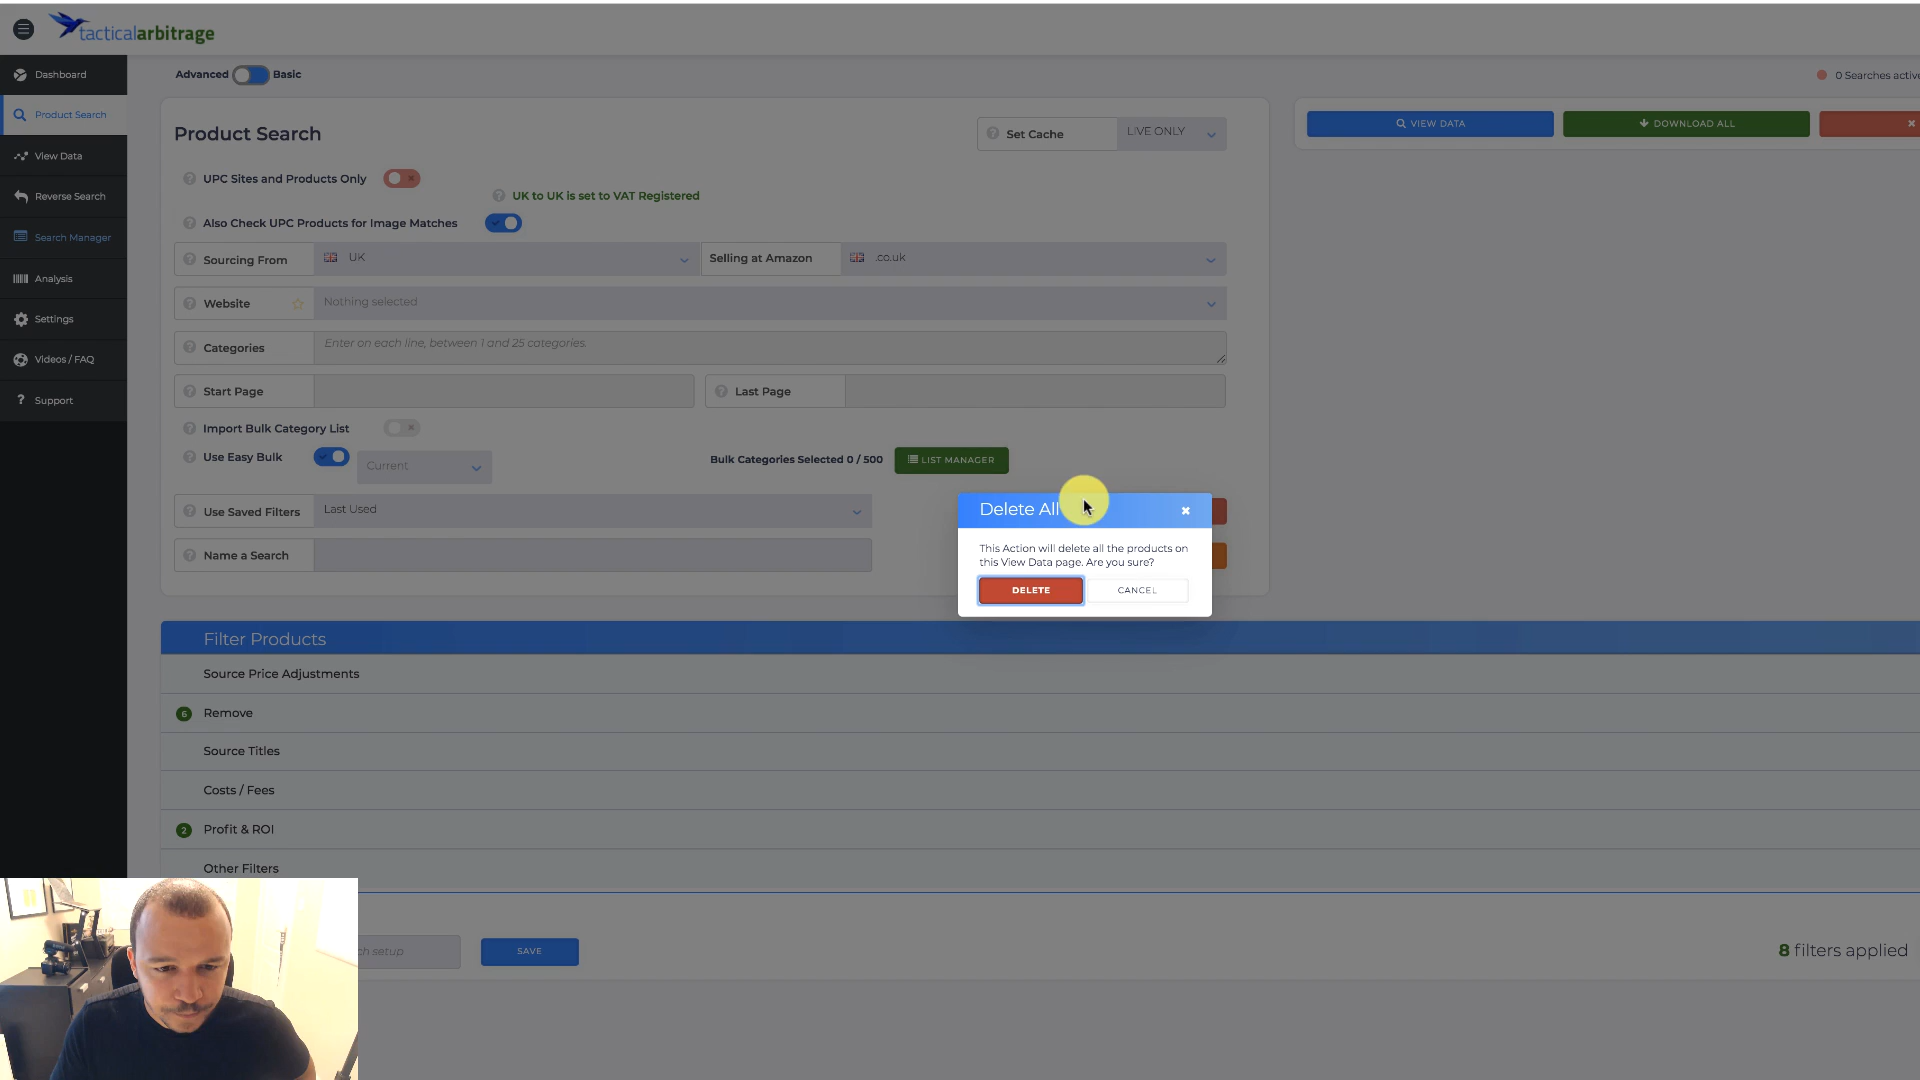 tacticalarbitrage
Dashboard
Product Search
View Data
Reverse Search
Search Manager
Analysis
Settings
Videos / FAQ
Support
Advanced Basic
0 Searches active
Product Search
Set Cache LIVE ONLY
VIEW DATA
DOWNLOAD ALL
UPC Sites and Products Only
UK to UK is set to VAT Registered
Also Check UPC Products for Image Matches
Sourcing From UK Selling at Amazon .co.uk
Website Nothing selected
Categories Enter on each line, between 1 and 25 categories.
Start Page Last Page
Import Bulk Category List
Use Easy Bulk Current Bulk Categories Selected 0 / 500 LIST MANAGER
Use Saved Filters Last Used
Name a Search
Delete All
This Action will delete all the products on
this View Data page. Are you sure?
DELETE CANCEL
Filter Products
Source Price Adjustments
6 Remove
Source Titles
Costs / Fees
2 Profit & ROI
Other Filters
ch setup SAVE 8 filters applied